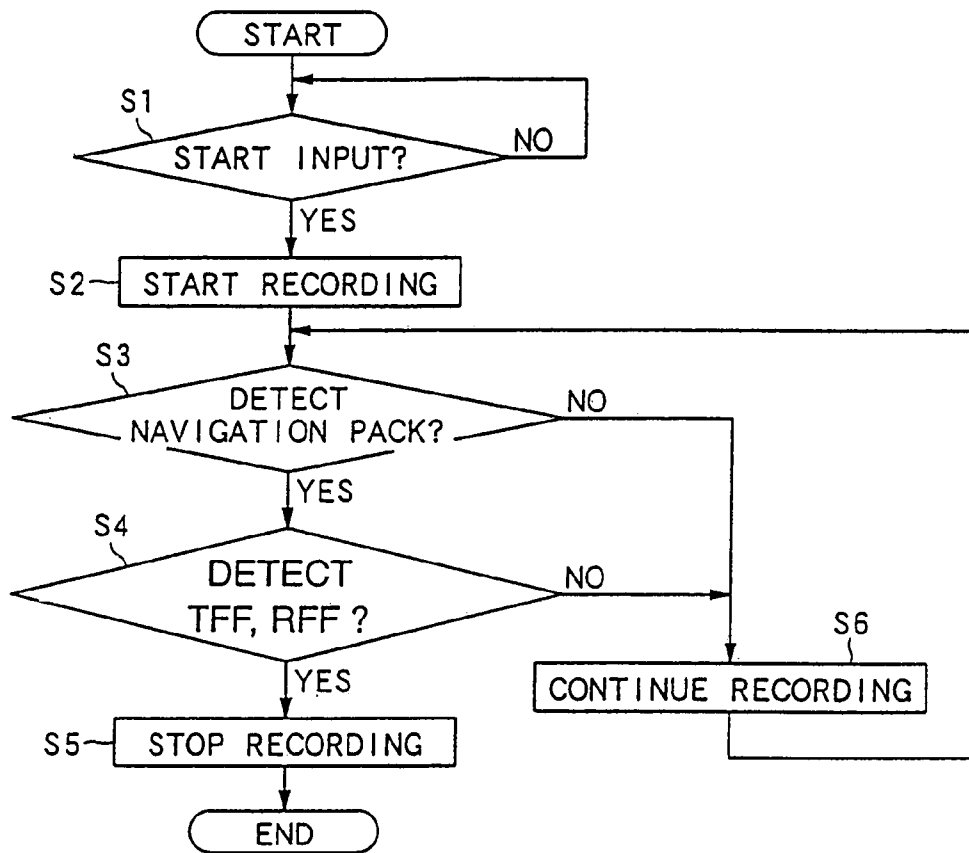 START
S1
START INPUT?
NO
YES
S2
START RECORDING
S3
DETECT
NAVIGATION PACK?
NO
YES
S4
DETECT
TFF, RFF ?
NO
YES
S6
CONTINUE RECORDING
S5
STOP RECORDING
END